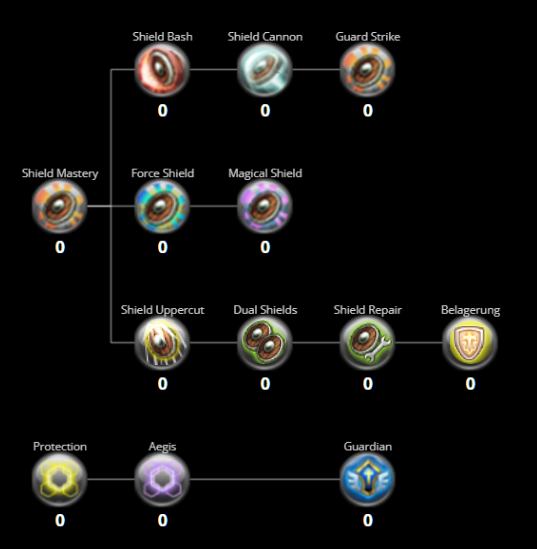 Shield Bash Shield Cannon Guard Strike
0 0 0
Shield Mastery Force Shield Magical Shield
0 0 0
Shield Uppercut Dual Shields Shield Repair Belagerung
0 0 0 0
Protection Aegis Guardian
0 0 0